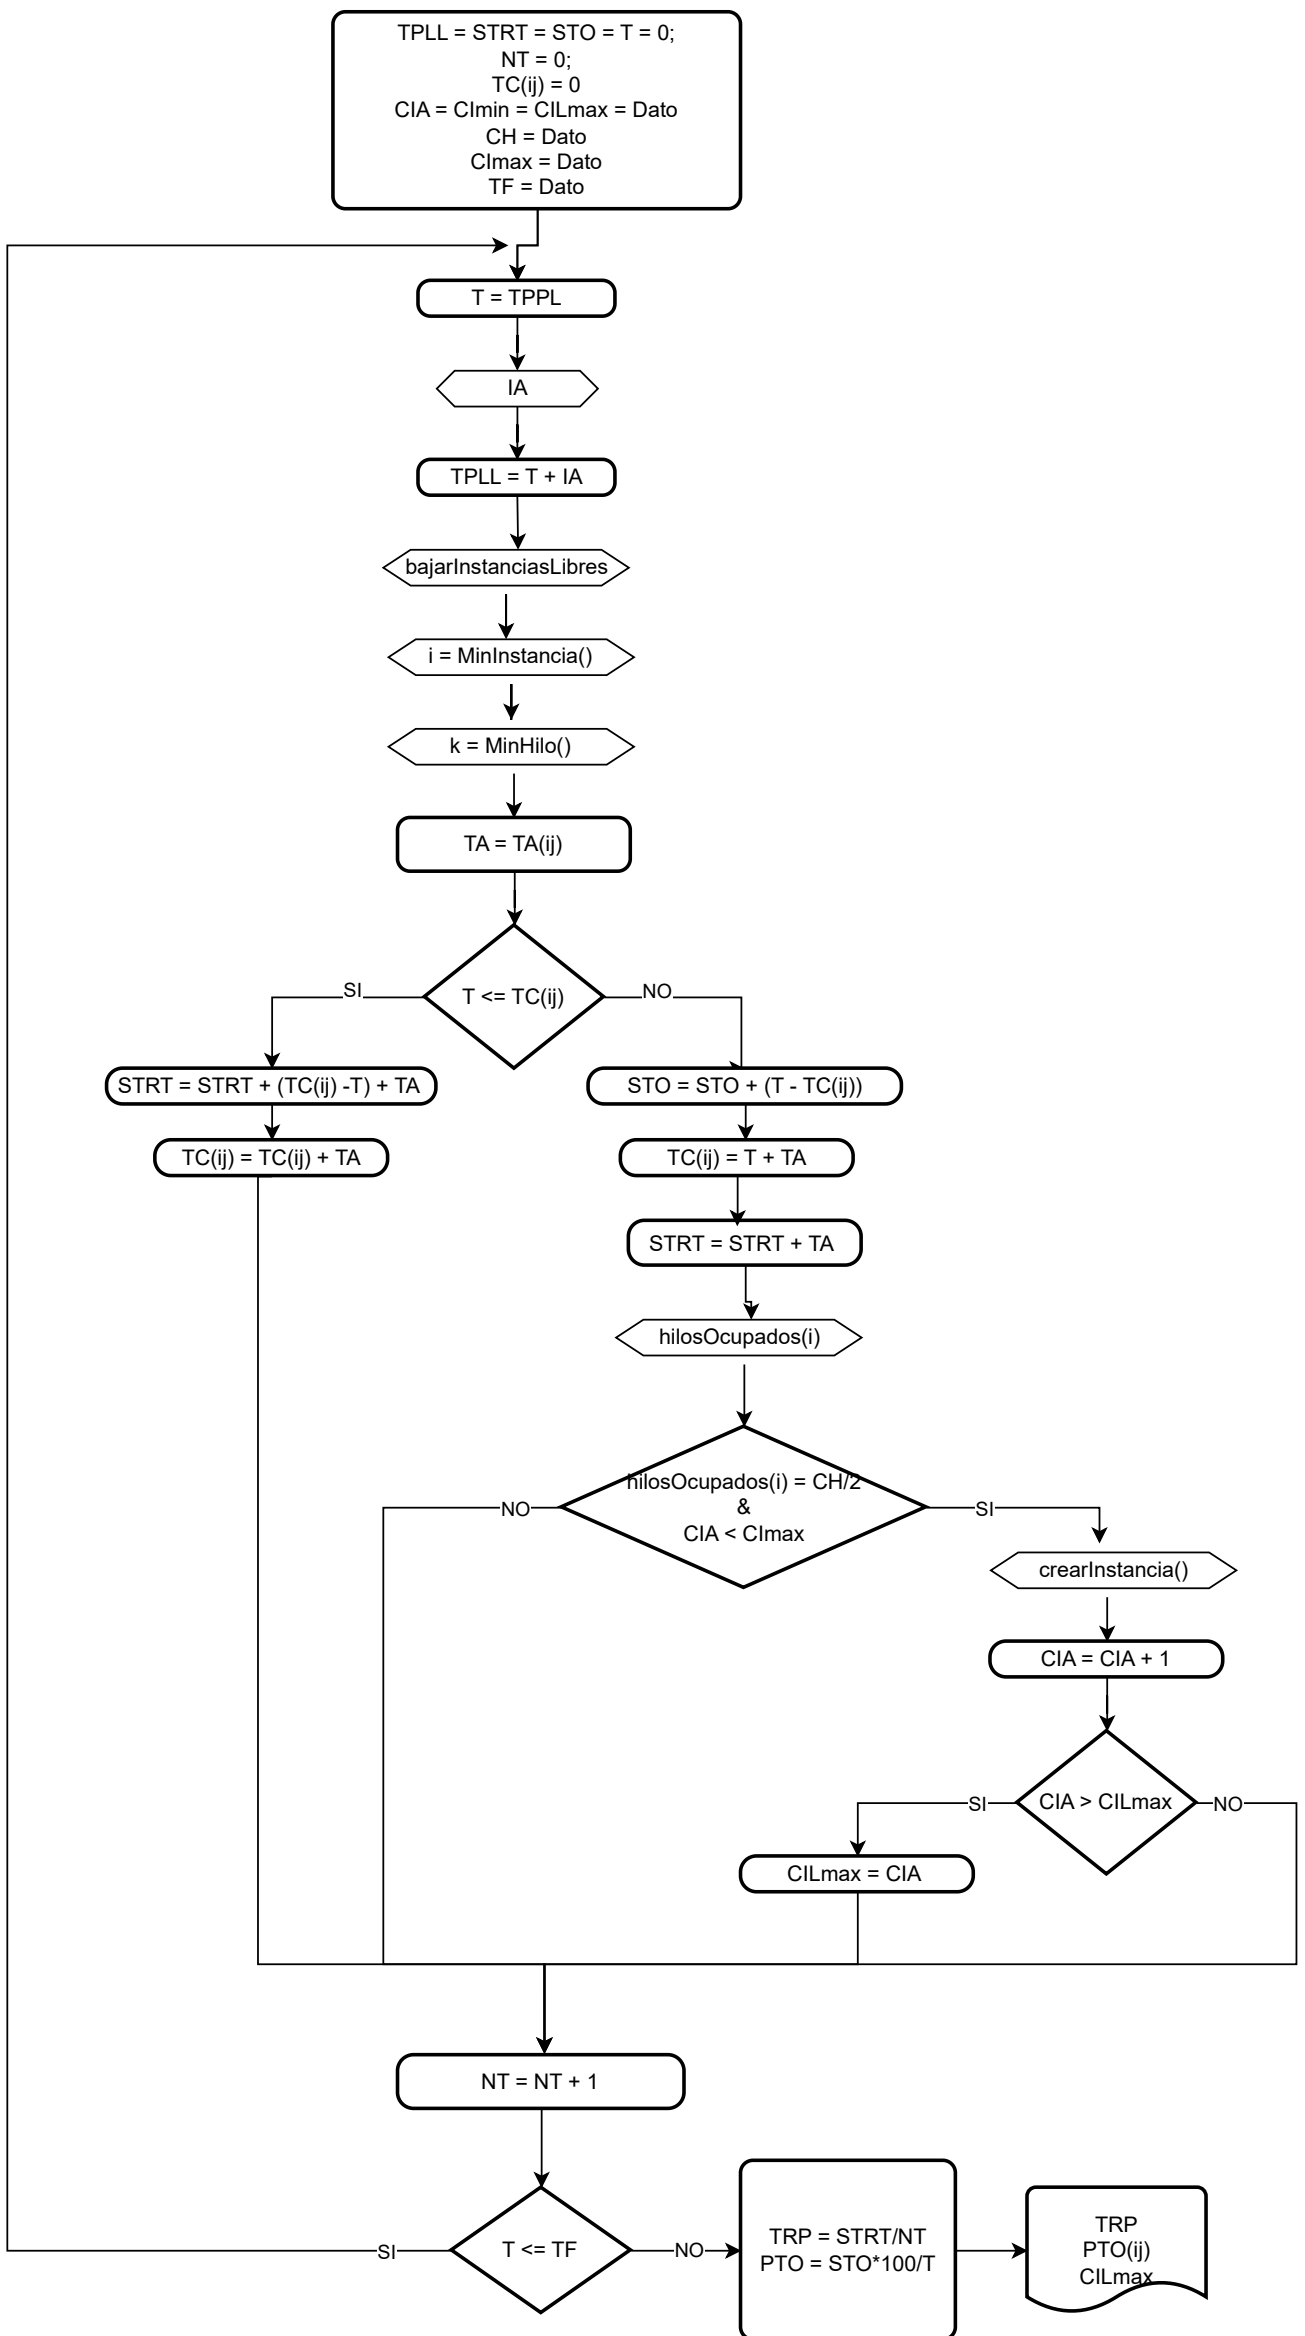 TPLL = STRT = STO = T = 0;
NT = 0;
TC(ij) = 0
CIA = CImin = CILmax = Dato
CH = Dato
CImax = Dato
TF = Dato
T = TPPL
IA
TPLL = T + IA
bajarInstanciasLibres
i = MinInstancia()
k = MinHilo()
TA = TA(ij)
T <= TC(ij)
SI
NO
STRT = STRT + (TC(ij) -T) + TA
STO = STO + (T - TC(ij))
TC(ij) = TC(ij) + TA
TC(ij) = T + TA
STRT = STRT + TA
hilosOcupados(i)
hilosOcupados(i) = CH/2
&
CIA < CImax
NO
SI
crearInstancia()
CIA = CIA + 1
CIA > CILmax
SI
NO
CILmax = CIA
NT = NT + 1
T <= TF
SI
NO
TRP = STRT/NT
PTO = STO*100/T
TRP
PTO(ij)
CILmax